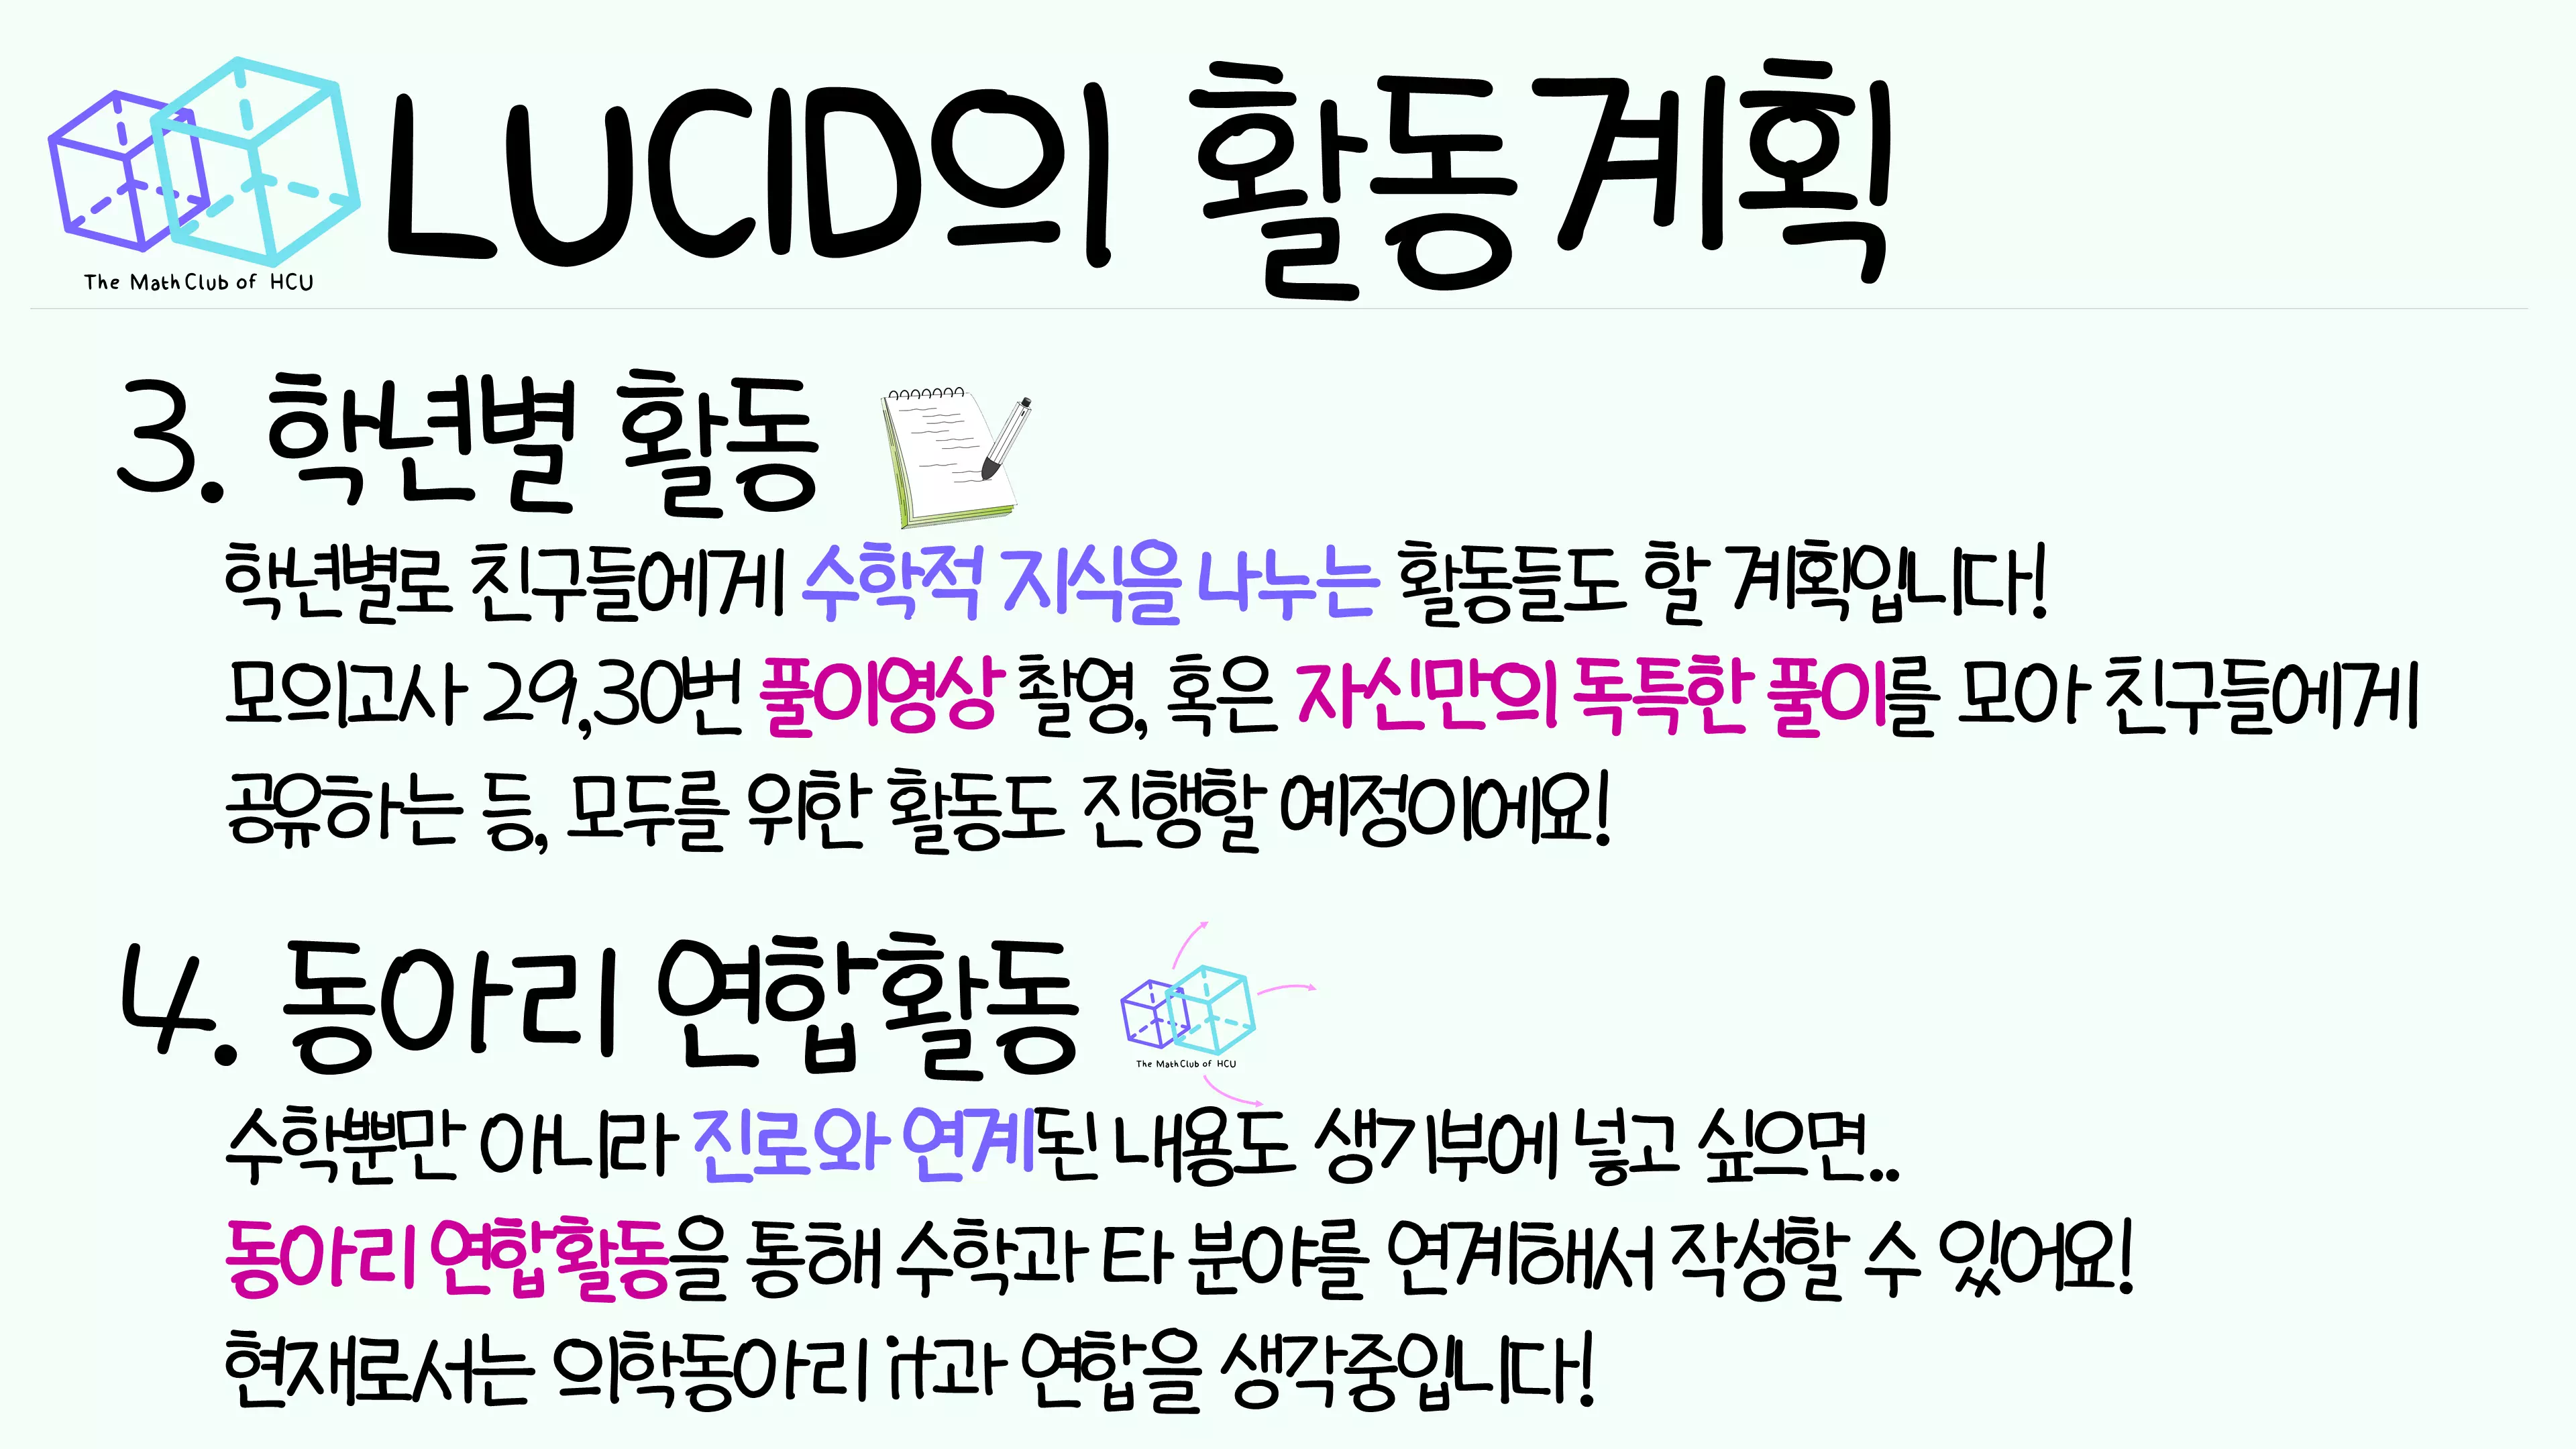 LUCID의 활동계획
The Math Club of HCU
3. 학년별 활동
학년별로 친구들에게 수학적 지식을 나누는 활동들도 할 계획입니다!
모의고사 29,30번 풀이영상 촬영, 혹은 자신만의 독특한 풀이를 모아 친구들에게
공유하는 등, 모두를 위한 활동도 진행할 예정이에요!
4. 동아리 연합활동
The Math Club of HCU
수학뿐만 아니라 진로와 연계된 내용도 생기부에 넣고 싶으면..
동아리 연합활동을 통해 수학과 타 분야를 연계해서 작성할 수 있어요!
현재로서는 의학동아리 it과 연합을 생각중입니다!